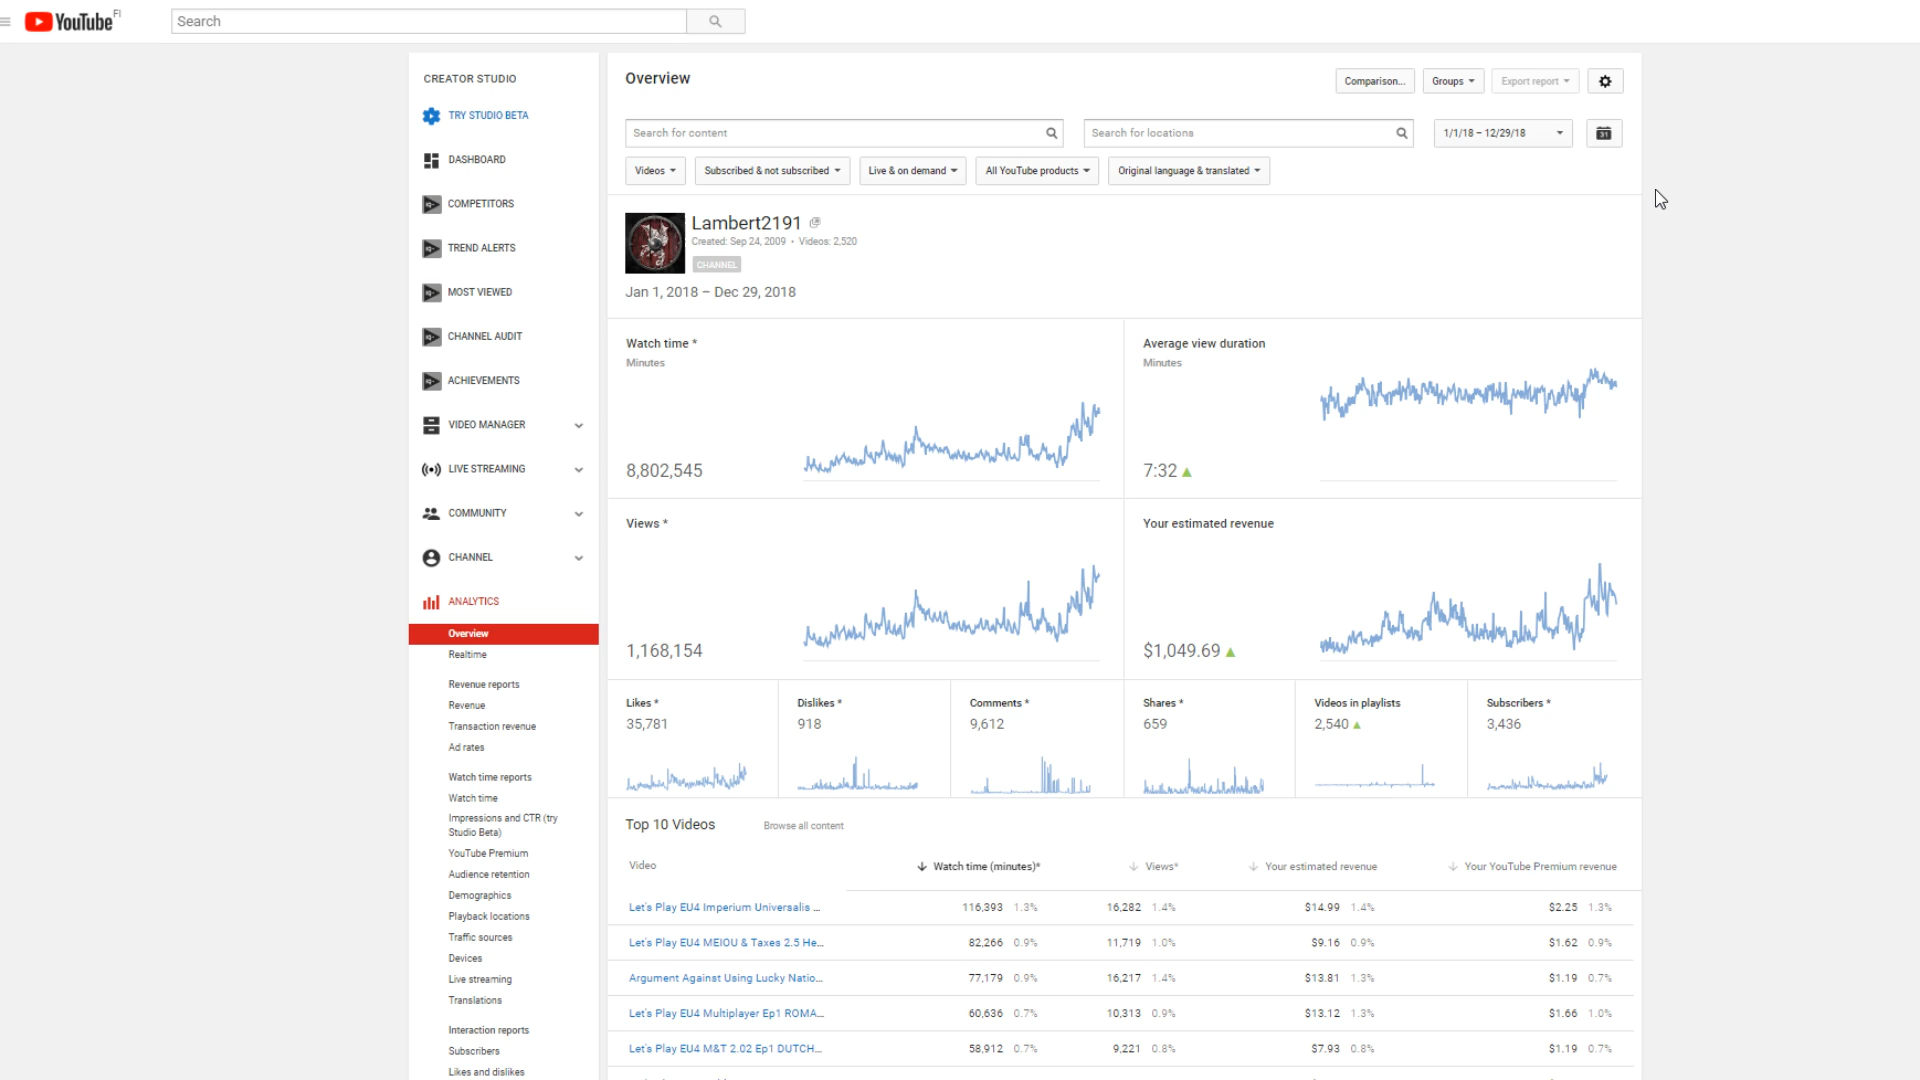 YouTube FI
Search
CREATOR STUDIO
TRY STUDIO BETA
DASHBOARD
COMPETITORS
TREND ALERTS
MOST VIEWED
CHANNEL AUDIT
ACHIEVEMENTS
VIDEO MANAGER
LIVE STREAMING
COMMUNITY
CHANNEL
ANALYTICS
Overview
Realtime
Revenue reports
Revenue
Transaction revenue
Ad rates
Watch time reports
Watch time
Impressions and CTR (try
Studio Beta)
YouTube Premium
Audience retention
Demographics
Playback locations
Traffic sources
Devices
Live streaming
Translations
Interaction reports
Subscribers
Likes and dislikes
Overview
Comparison... Groups Export report
Search for content Search for locations 1/1/18 – 12/29/18 31
Videos Subscribed & not subscribed Live & on demand All YouTube products Original language & translated
Lambert2191
Created: Sep 24, 2009 • Videos: 2,520
CHANNEL
Jan 1, 2018 – Dec 29, 2018
Watch time *
Minutes
8,802,545
Average view duration
Minutes
7:32
Views *
1,168,154
Your estimated revenue
$1,049.69
Likes * Dislikes * Comments * Shares * Videos in playlists Subscribers *
35,781 918 9,612 659 2,540 3,436
Top 10 Videos Browse all content
Video Watch time (minutes)* Views* Your estimated revenue Your YouTube Premium revenue
Let's Play EU4 Imperium Universalis ... 116,393 1.3% 16,282 1.4% $14.99 1.4% $2.25 1.3%
Let's Play EU4 MEIOU & Taxes 2.5 He... 82,266 0.9% 11,719 1.0% $9.16 0.9% $1.62 0.9%
Argument Against Using Lucky Natio... 77,179 0.9% 16,217 1.4% $13.81 1.3% $1.19 0.7%
Let's Play EU4 Multiplayer Ep1 ROMA... 60,636 0.7% 10,313 0.9% $13.12 1.3% $1.66 1.0%
Let's Play EU4 M&T 2.02 Ep1 DUTCH... 58,912 0.7% 9,221 0.8% $7.93 0.8% $1.19 0.7%